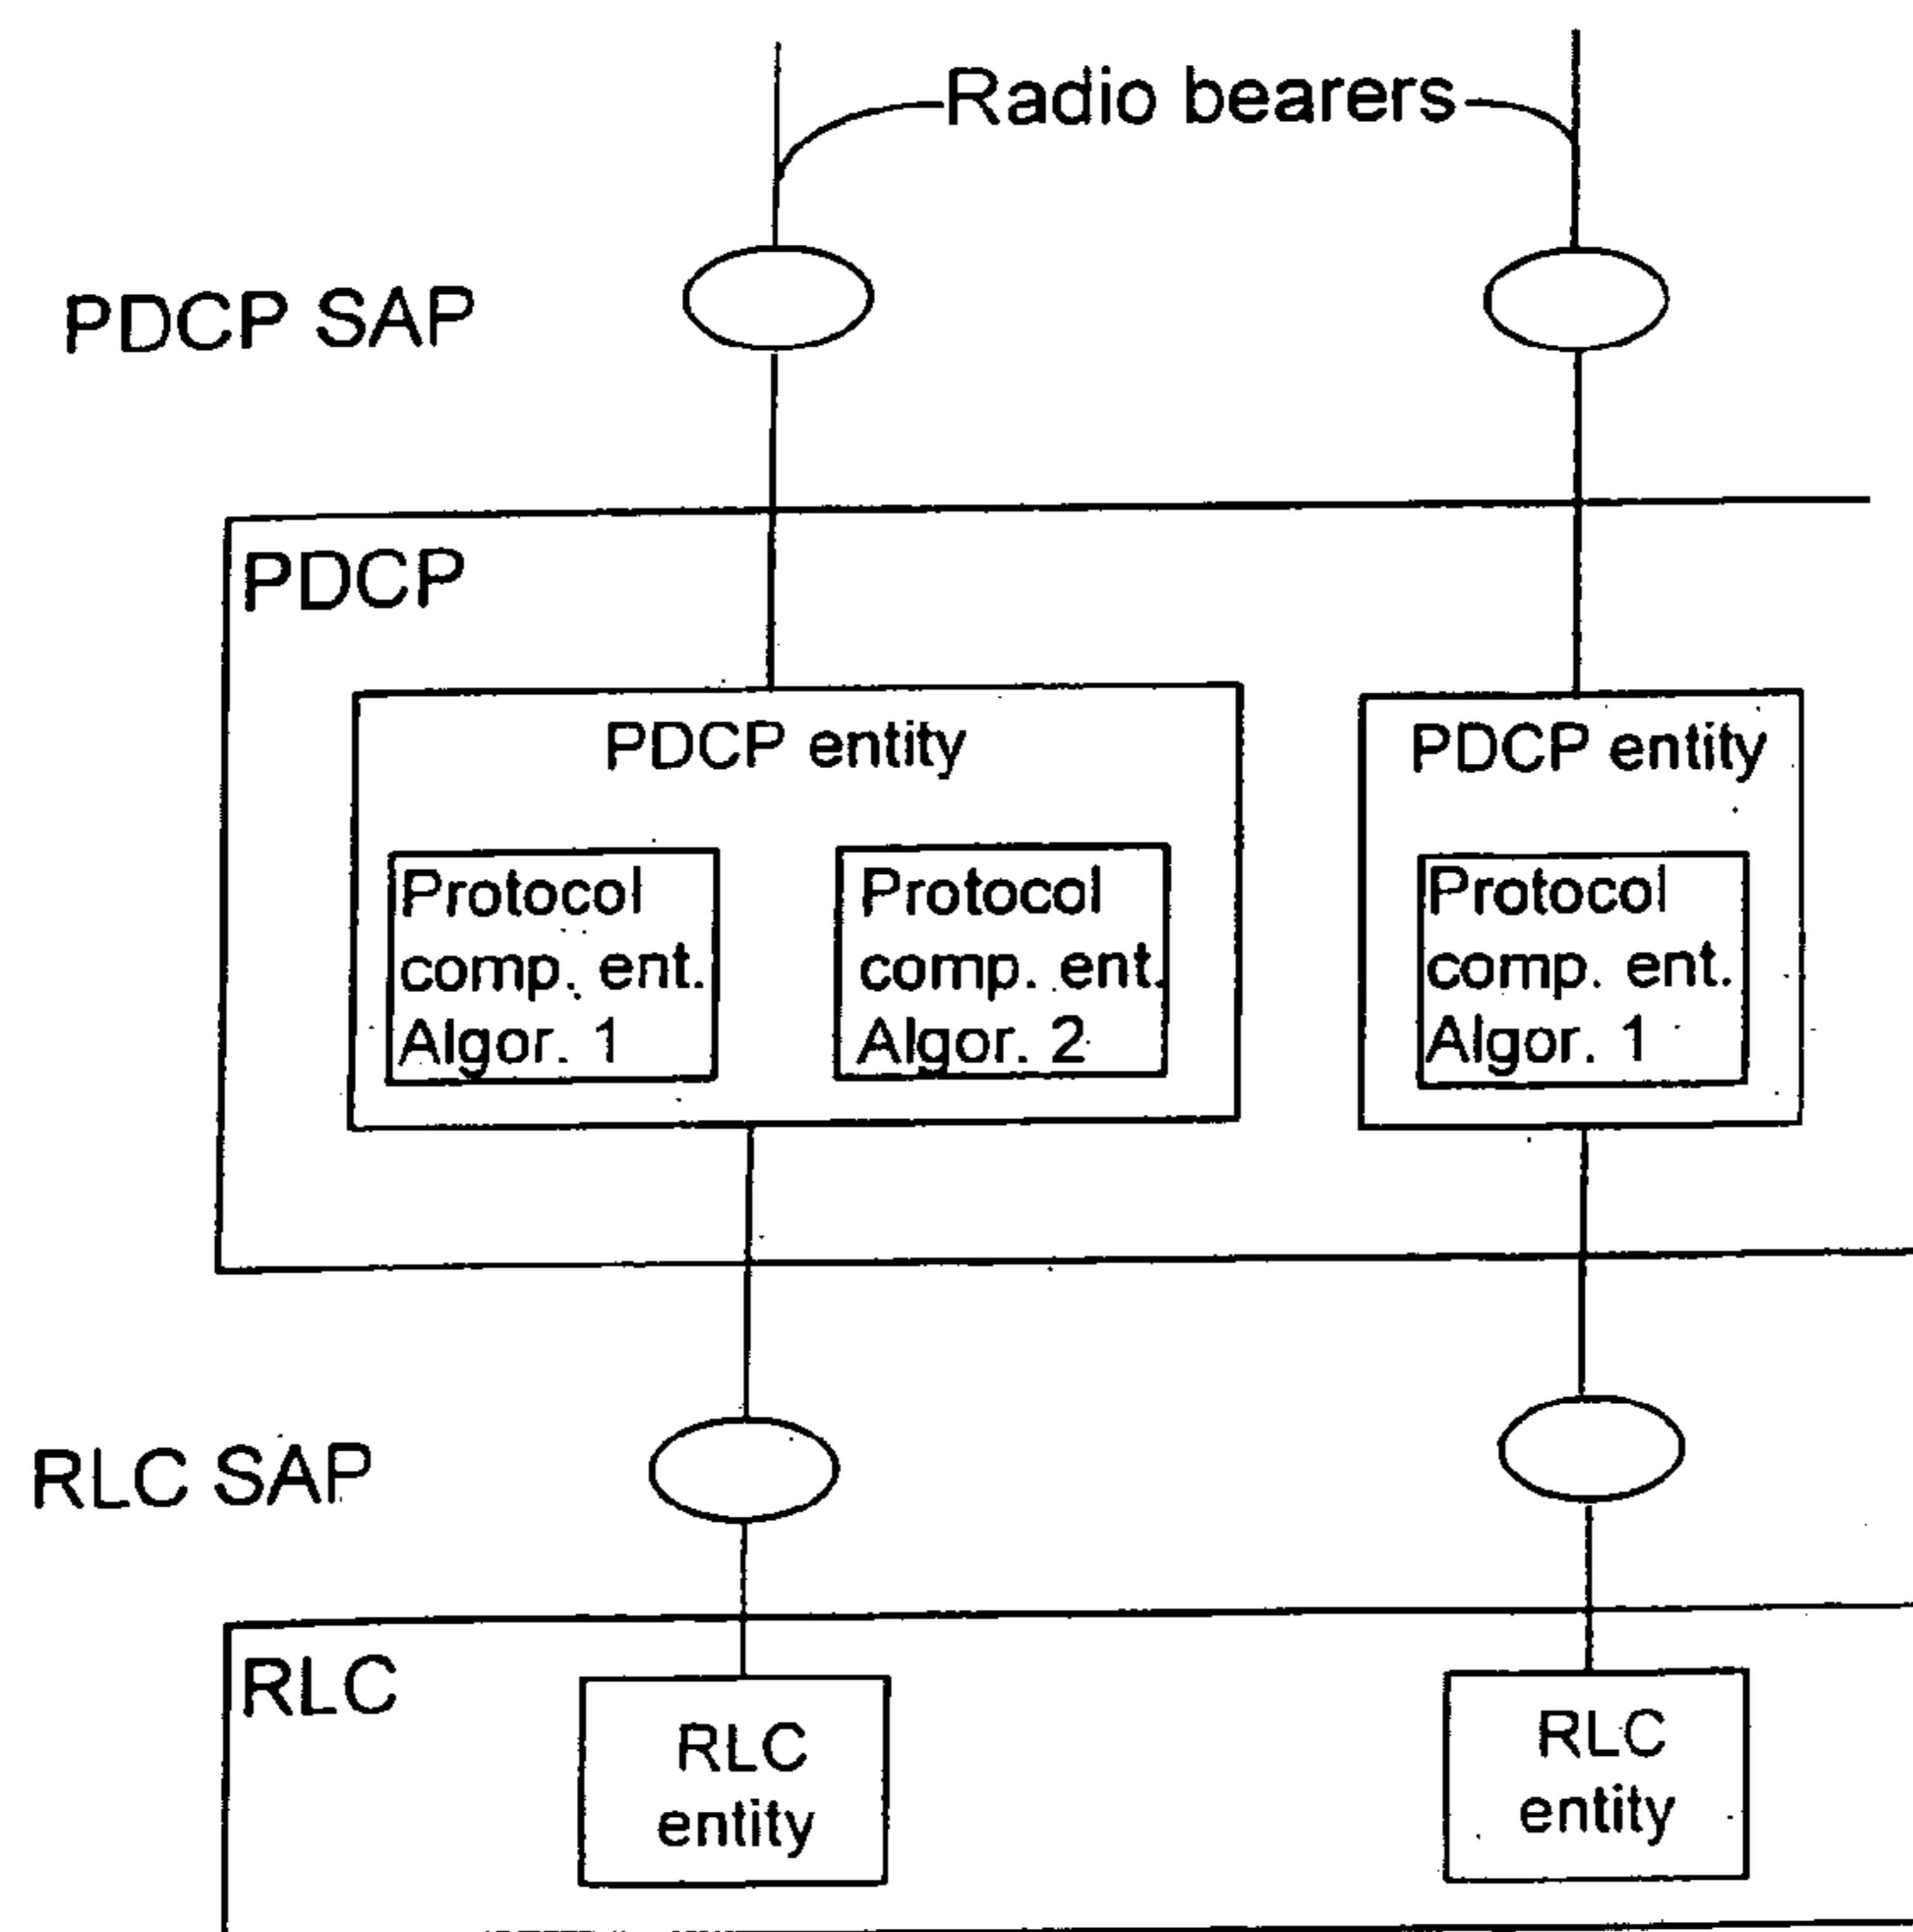 Radio bearers
PDCP SAP
PDCP
PDCP entity
Protocol
comp. ent.
Algor. 1
Protocol
comp. ent.
Algor. 2
PDCP entity
Protocol
comp. ent.
Algor. 1
RLC SAP
RLC
RLC
entity
RLC
entity